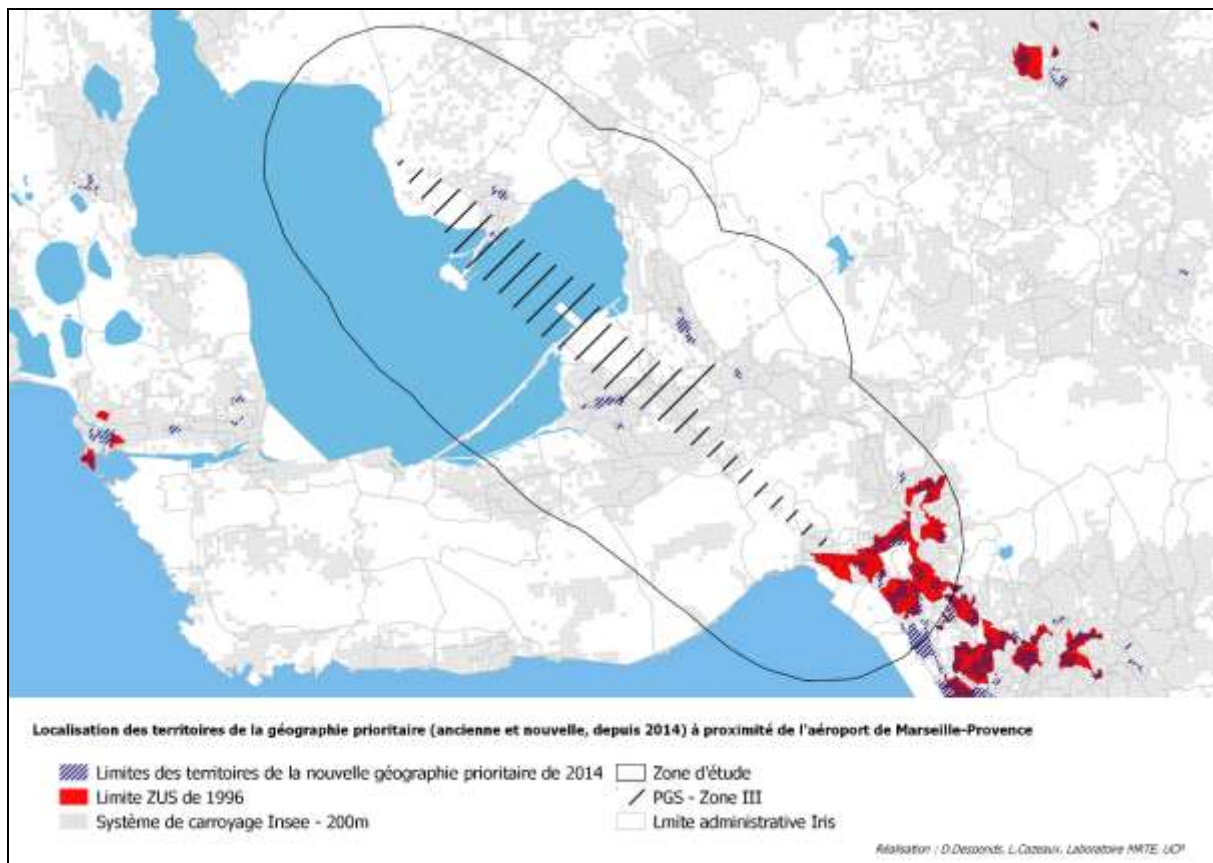 Localisation des territoires de la géographie prioritaire (ancienne et nouvelle, depuis 2014) à proximité de l'aéroport de Marseille-Provence
Limites des territoires de la nouvelle géographie prioritaire de 2014
Limite ZUS de 1996
Système de carroyage Insee - 200m
Zone d'étude
PGS - Zone III
Lmite administrative Iris
Réalisation : D.Desponds, L.Cazeaux, Laboratoire MRTE, UCP